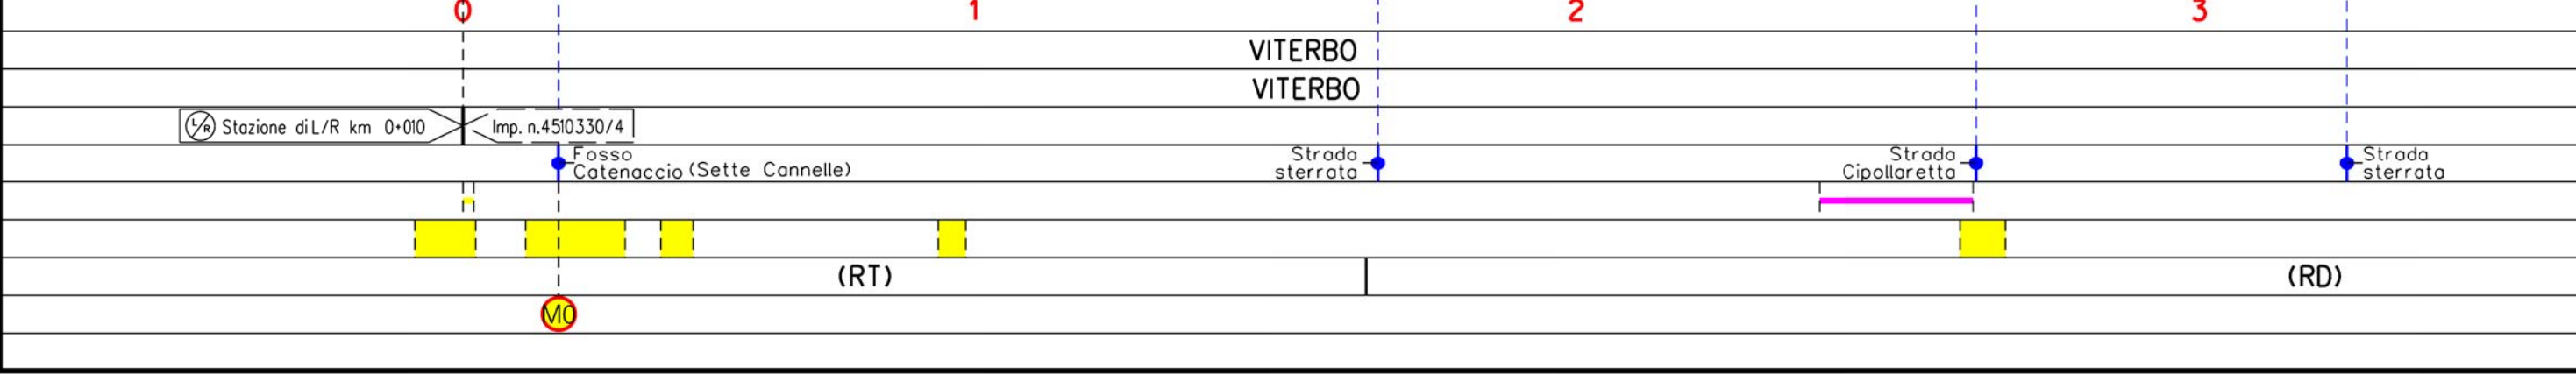 0 1 2 3
VITERBO
VITERBO
L/R Stazione di L/R km 0+010 Imp. n.4510330/4
Fosso
Catenaccio (Sette Cannelle)
Strada
sterrata
Strada
Cipollaretta
Strada
sterrata
(RT) (RD)
M0